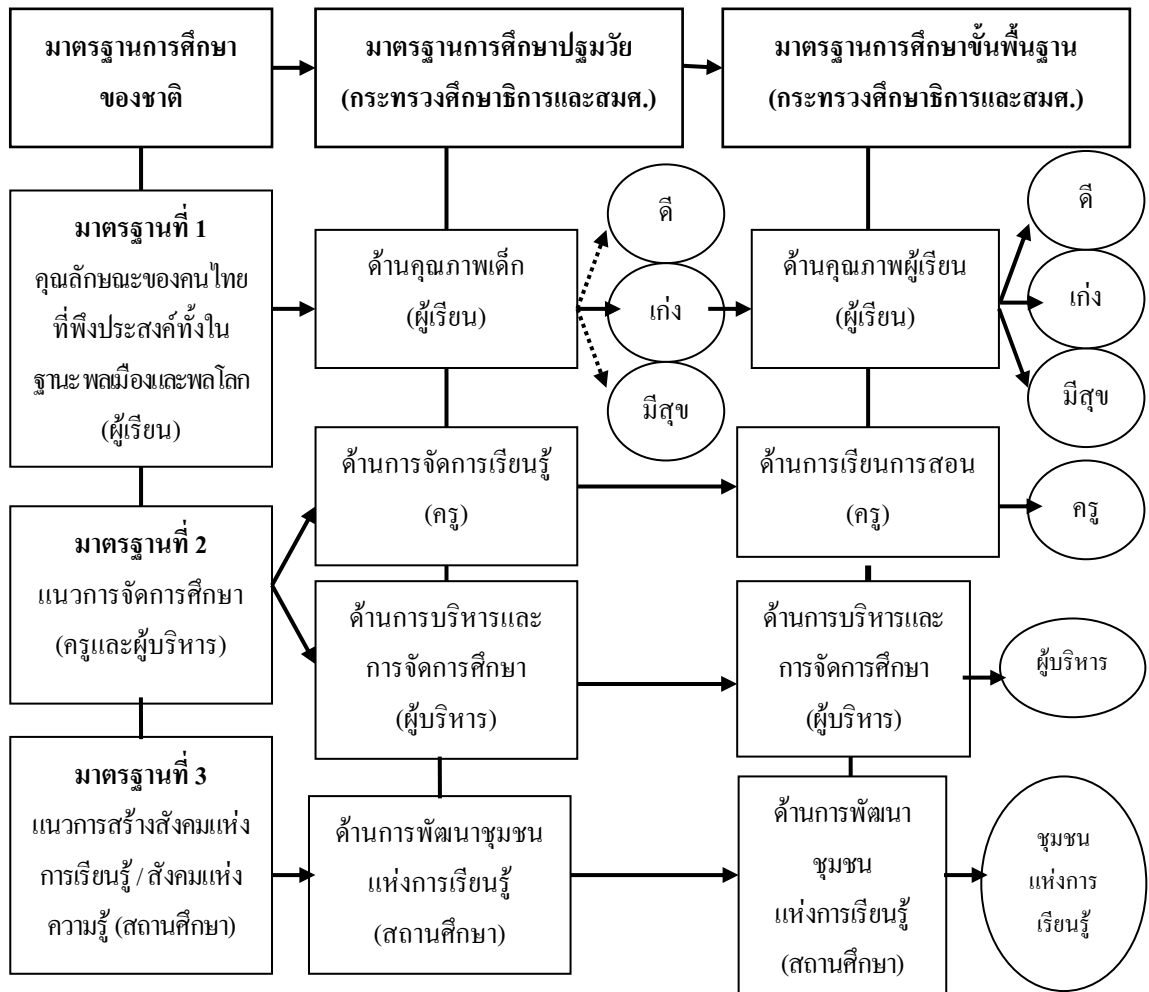 มาตรฐานการศึกษา
ของชาติ
มาตรฐานการศึกษาปฐมวัย
(กระทรวงศึกษาธิการและสมศ.)
มาตรฐานการศึกษาขั้นพื้นฐาน
(กระทรวงศึกษาธิการและสมศ.)
มาตรฐานที่ 1
คุณลักษณะของคนไทย
ที่พึงประสงค์ทั้งใน
ฐานะพลเมืองและพลโลก
(ผู้เรียน)
ด้านคุณภาพเด็ก
(ผู้เรียน)
ดี
เก่ง
มีสุข
ด้านคุณภาพผู้เรียน
(ผู้เรียน)
ดี
เก่ง
มีสุข
มาตรฐานที่ 2
แนวการจัดการศึกษา
(ครูและผู้บริหาร)
ด้านการจัดการเรียนรู้
(ครู)
ด้านการเรียนการสอน
(ครู)
ครู
ด้านการบริหารและ
การจัดการศึกษา
(ผู้บริหาร)
ด้านการบริหารและ
การจัดการศึกษา
(ผู้บริหาร)
ผู้บริหาร
มาตรฐานที่ 3
แนวการสร้างสังคมแห่ง
การเรียนรู้ / สังคมแห่ง
ความรู้ (สถานศึกษา)
ด้านการพัฒนาชุมชน
แห่งการเรียนรู้
(สถานศึกษา)
ด้านการพัฒนา
ชุมชน
แห่งการเรียนรู้
(สถานศึกษา)
ชุมชน
แห่งการ
เรียนรู้